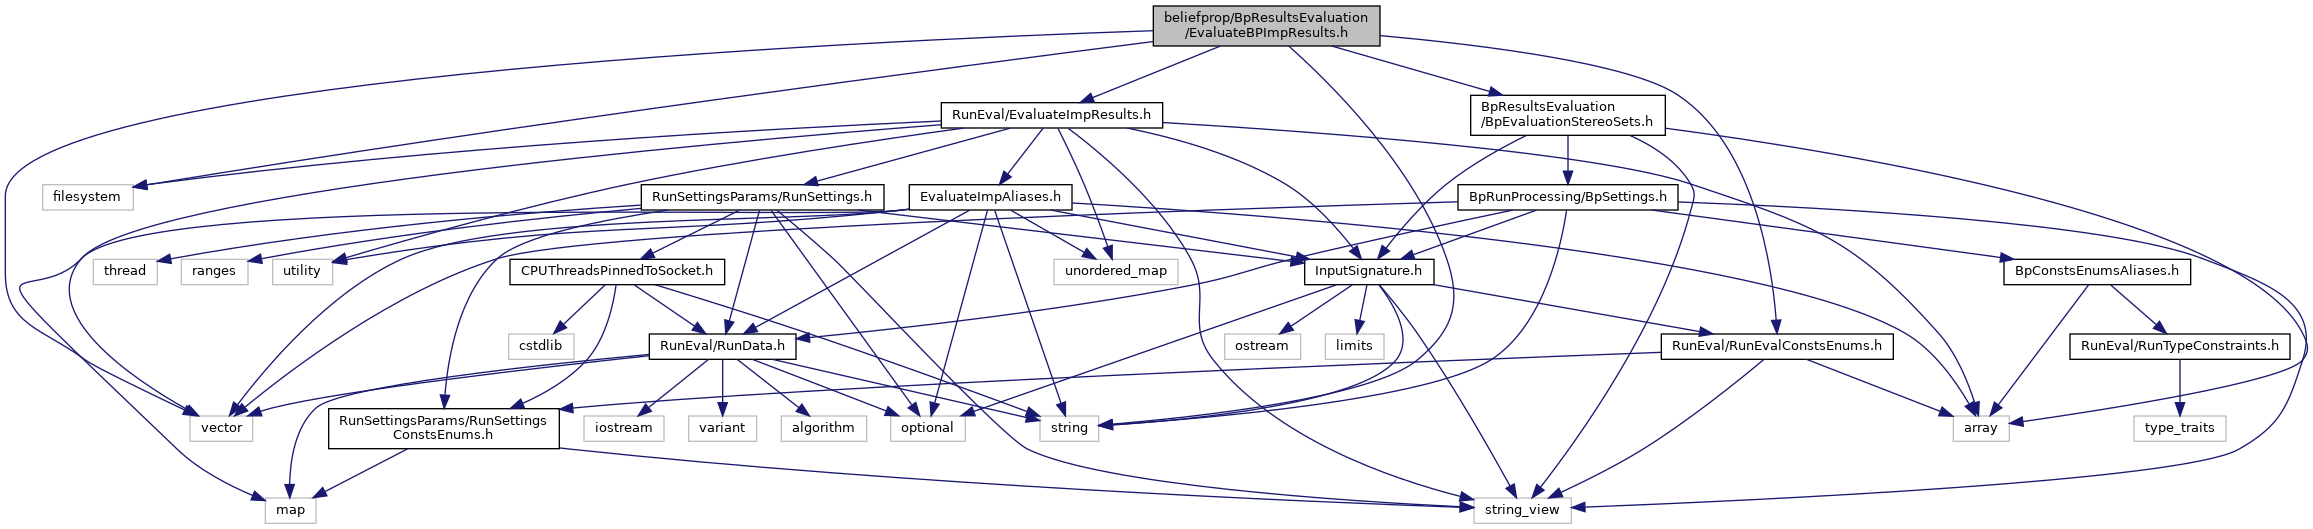 beliefprop/BpResultsEvaluation
/EvaluateBPImpResults.h
RunEval/EvaluateImpResults.h
BpResultsEvaluation
/BpEvaluationStereoSets.h
filesystem
RunSettingsParams/RunSettings.h
EvaluateImpAliases.h
BpRunProcessing/BpSettings.h
thread
ranges
utility
CPUThreadsPinnedToSocket.h
unordered_map
InputSignature.h
BpConstsEnumsAliases.h
cstdlib
RunEval/RunData.h
ostream
limits
RunEval/RunEvalConstsEnums.h
RunEval/RunTypeConstraints.h
vector
RunSettingsParams/RunSettings
ConstsEnums.h
iostream
variant
algorithm
optional
string
array
type_traits
map
string_view